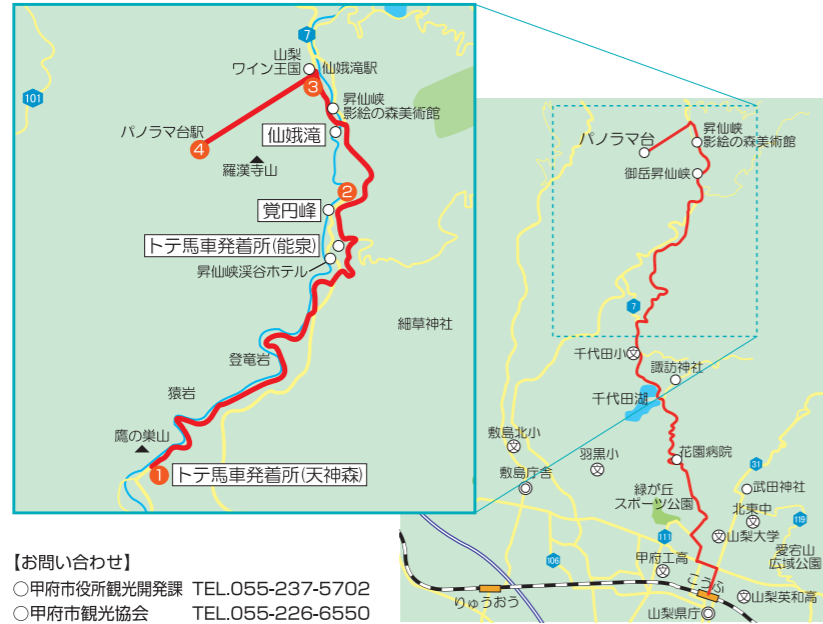 7
山梨
ワイン王国
仙娥滝駅
3
101
昇仙峡
影絵の森美術館
パノラマ台駅
4
仙娥滝
羅漢寺山
2
覚円峰
トテ馬車発着所(能泉)
昇仙峡渓谷ホテル
細草神社
登竜岩
猿岩
鷹の巣山
1
トテ馬車発着所(天神森)
パノラマ台
昇仙峡
影絵の森美術館
御岳昇仙峡
7
千代田小
文
諏訪神社
千代田湖
敷島北小
文
羽黒小
文
花園病院
31
敷島庁舎
緑が丘
スポーツ公園
武田神社
北東中
文
119
111
文
山梨大学
愛宕山
広域公園
106
甲府工高
文
こうふ
りゅうおう
文
山梨英和高
山梨県庁
【お問い合わせ】
○甲府市役所観光開発課 TEL.055-237-5702
○甲府市観光協会 TEL.055-226-6550